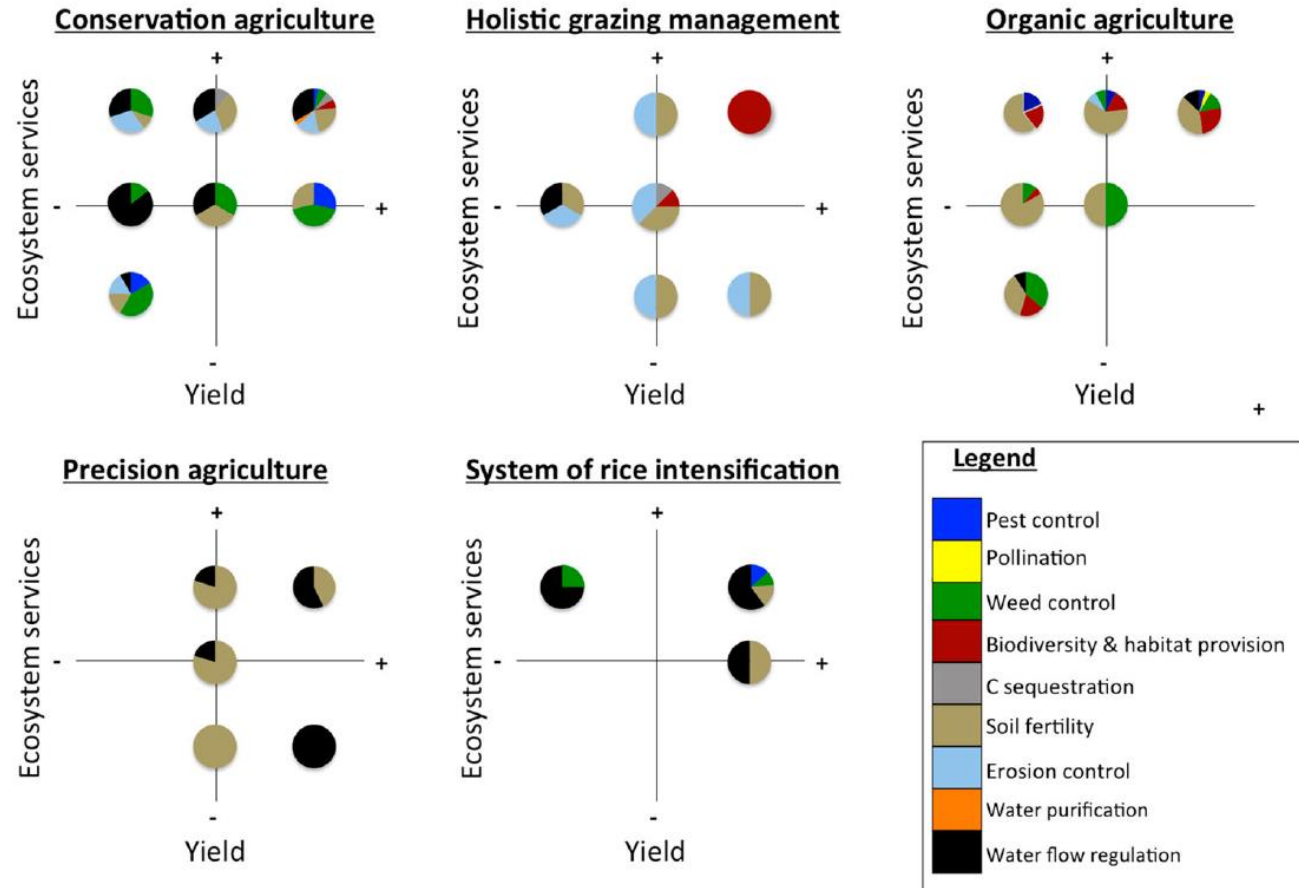 Conservation agriculture
+
Ecosystem services
-
+
-
Yield
Holistic grazing management
+
Ecosystem services
-
+
-
Yield
Organic agriculture
+
Ecosystem services
-
-
Yield
+
Precision agriculture
+
Ecosystem services
-
+
-
Yield
System of rice intensification
+
Ecosystem services
-
+
-
Yield
Legend
Pest control
Pollination
Weed control
Biodiversity & habitat provision
C sequestration
Soil fertility
Erosion control
Water purification
Water flow regulation